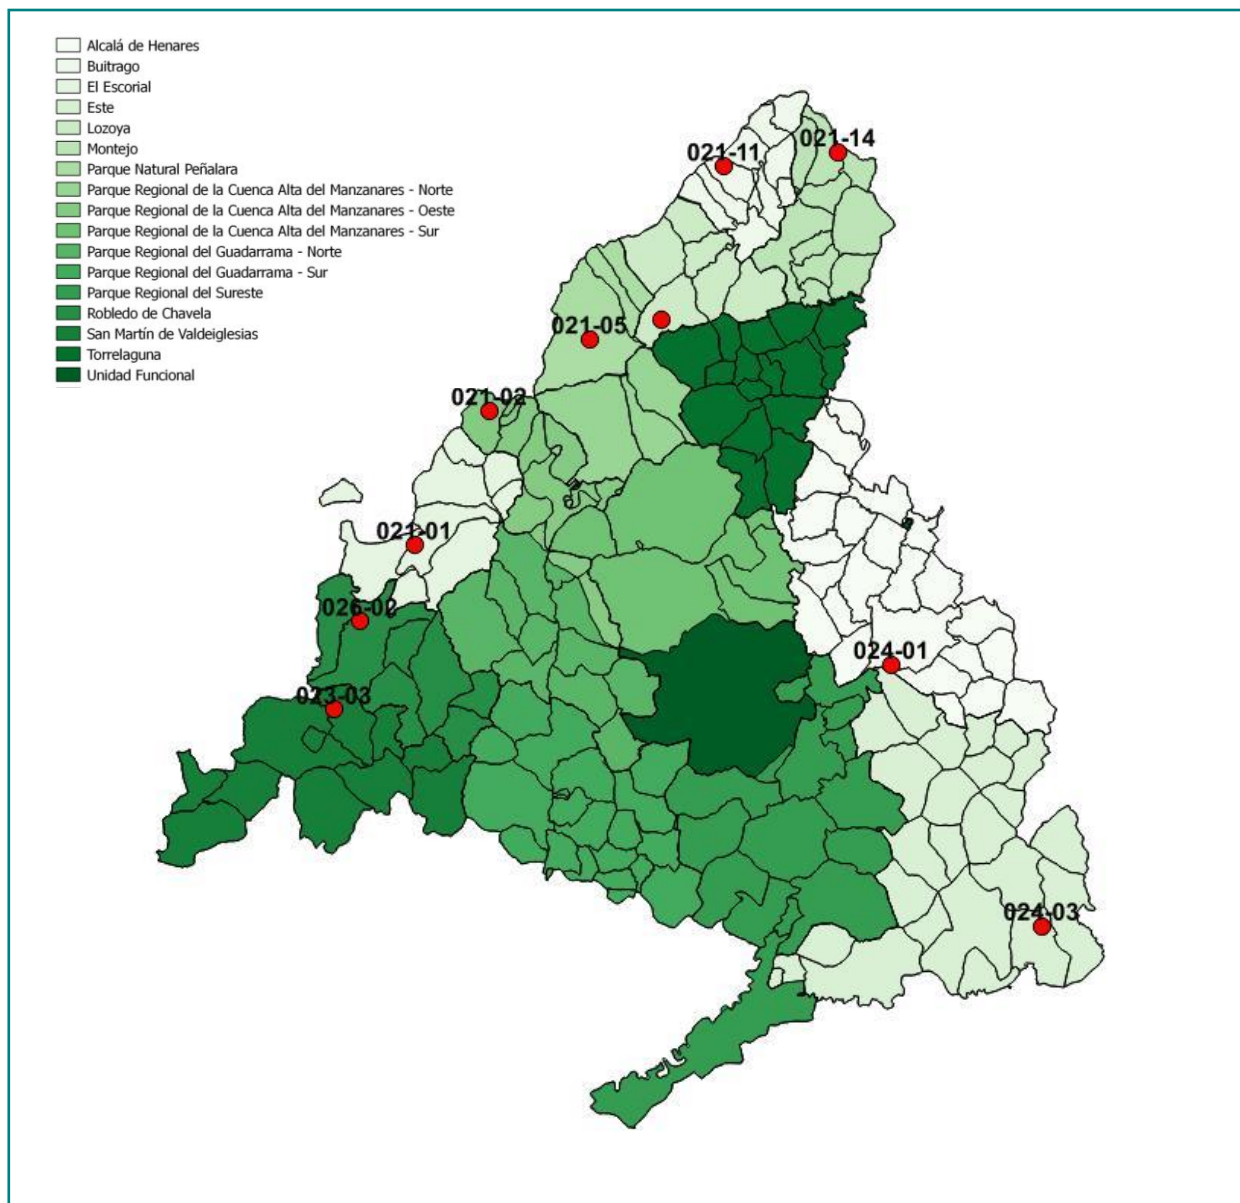 Alcalá de Henares
Buitrago
El Escorial
Este
Lozoya
Montejo
Parque Natural Peñalara
Parque Regional de la Cuenca Alta del Manzanares - Norte
Parque Regional de la Cuenca Alta del Manzanares - Oeste
Parque Regional de la Cuenca Alta del Manzanares - Sur
Parque Regional del Guadarrama - Norte
Parque Regional del Guadarrama - Sur
Parque Regional del Sureste
Robledo de Chavela
San Martín de Valdeiglesias
Torrelaguna
Unidad Funcional
021-14
021-11
021-05
021-02
021-01
026-02
024-01
023-03
024-03